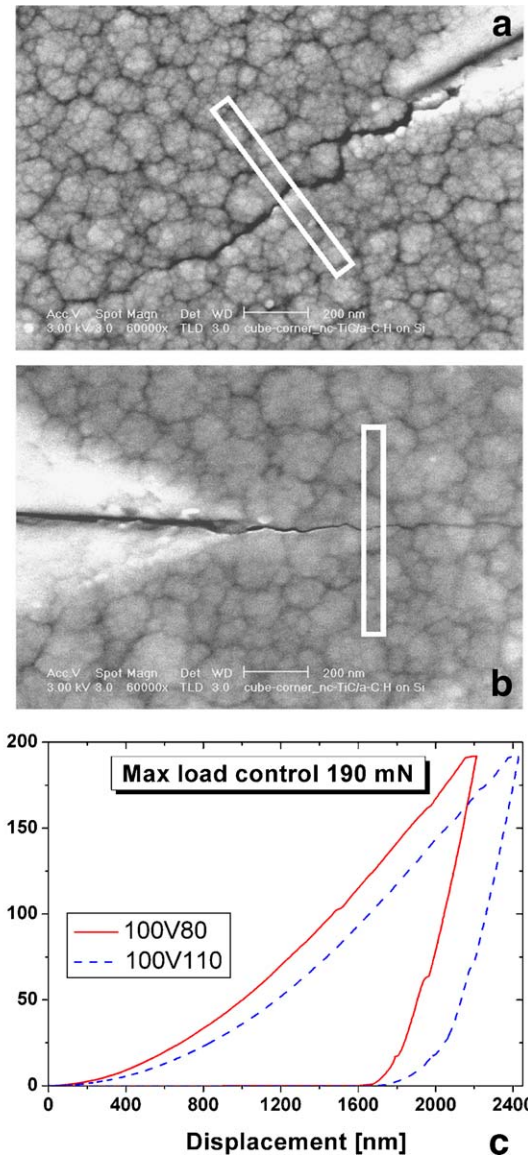 a
Acc.V Spot Magn Det WD 200 nm
3.00 kV 3.0 60000x TLD 3.0 cube-corner_nc-TiC/a-C.H on Si
Acc.V Spot Magn Det WD 200 nm
3.00 kV 3.0 60000x TLD 3.0 cube-corner_nc-TiC/a-C.H on Si
b
200
Max load control 190 mN
150
100
100V80
100V110
50
0
0 400 800 1200 1600 2000 2400
Displacement [nm]
c